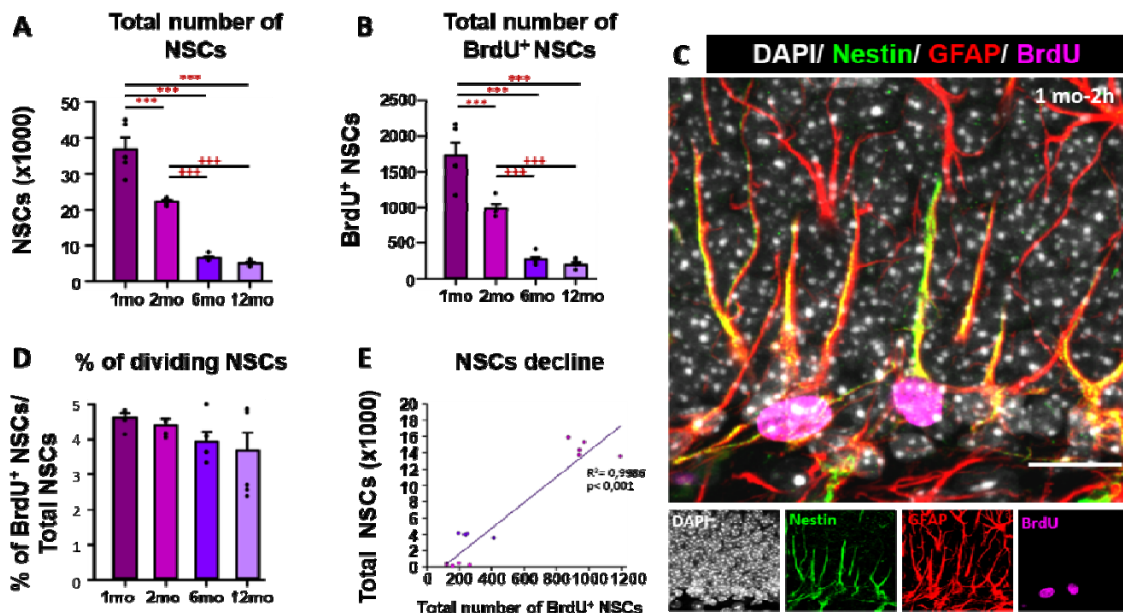 A
Total number of
NSCs
***
***
***
‡‡‡
‡‡‡
NSCs (x1000)
50
40
30
20
10
0
1mo 2mo 6mo 12mo
B
Total number of
BrdU⁺ NSCs
***
***
***
‡‡‡
‡‡‡
BrdU⁺ NSCs
2500
2000
1500
1000
500
0
1mo 2mo 6mo 12mo
C
DAPI/ Nestin/ GFAP/ BrdU
1 mo-2h
DAPI
Nestin
GFAP
BrdU
D
% of dividing NSCs
% of BrdU⁺ NSCs/
Total NSCs
5
4
3
2
1
0
1mo 2mo 6mo 12mo
E
NSCs decline
Total NSCs (x1000)
20
18
16
14
12
10
8
6
4
2
0
R²= 0,9986
p< 0,001
0 200 400 600 800 1000 1200
Total number of BrdU⁺ NSCs